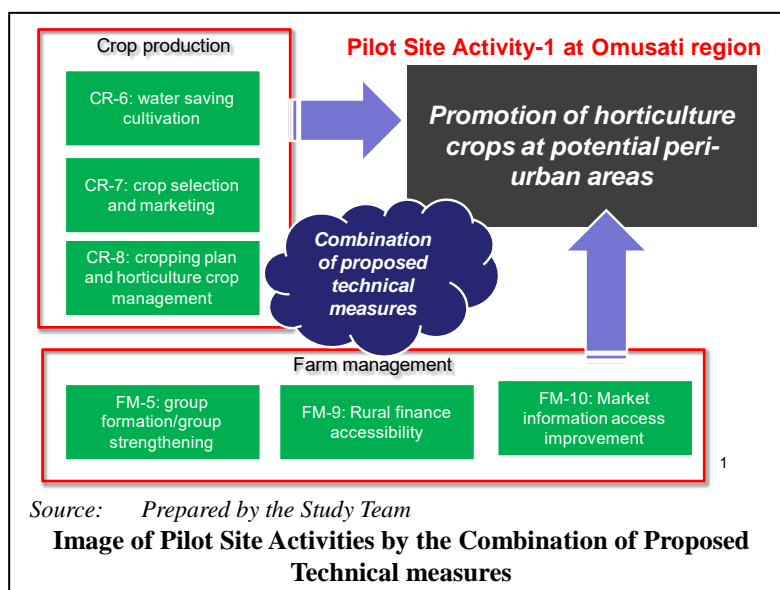 Crop production
CR-6: water saving
cultivation
CR-7: crop selection
and marketing
CR-8: cropping plan
and horticulture crop
management
Pilot Site Activity-1 at Omusati region
Promotion of horticulture
crops at potential peri-
urban areas
Combination
of proposed
technical
measures
Farm management
FM-5: group
formation/group
strengthening
FM-9: Rural finance
accessibility
FM-10: Market
information access
improvement
1
Source: Prepared by the Study Team
Image of Pilot Site Activities by the Combination of Proposed
Technical measures